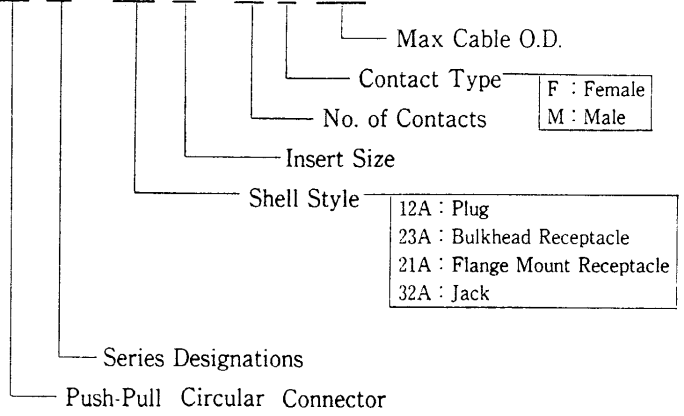 Max Cable O.D.
Contact Type
F : Female
M : Male
No. of Contacts
Insert Size
Shell Style
12A : Plug
23A : Bulkhead Receptacle
21A : Flange Mount Receptacle
32A : Jack
Series Designations
Push-Pull Circular Connector